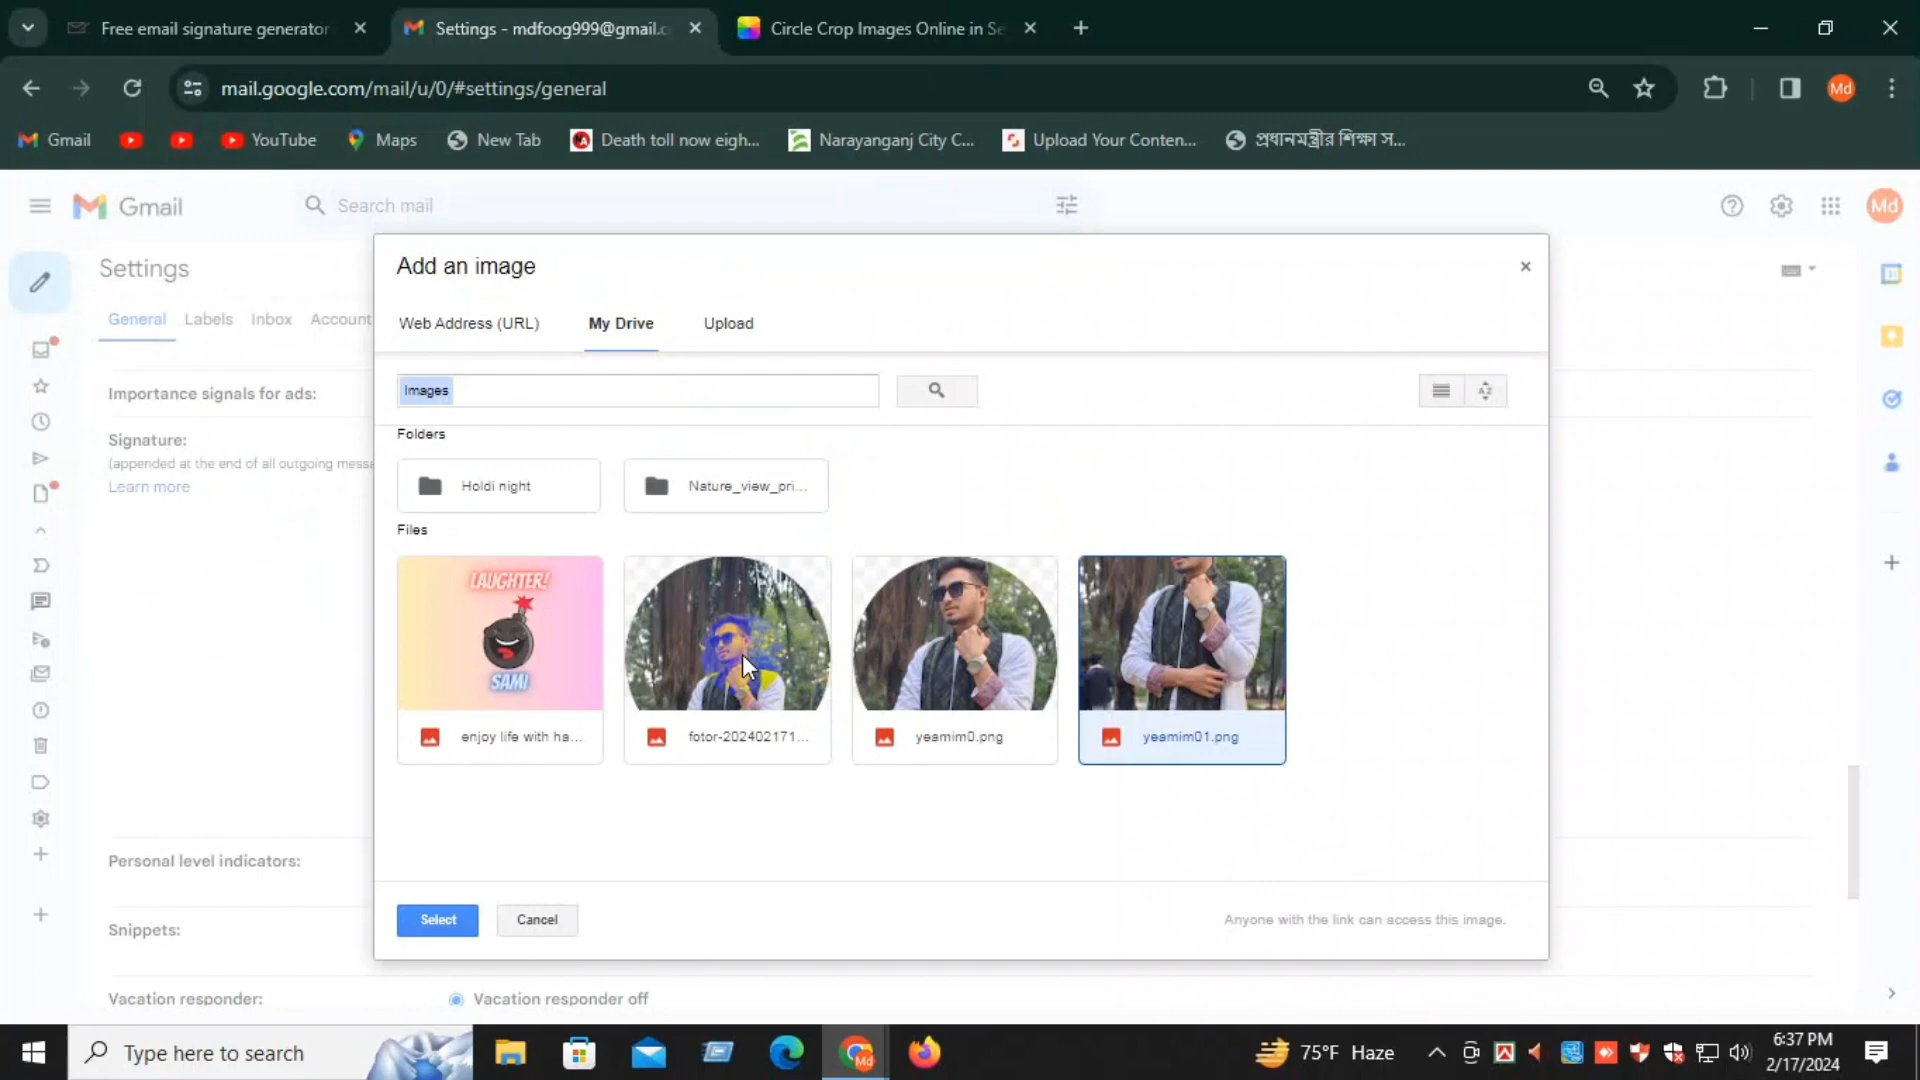 Free email signature generator
Settings - mdfoog999@gmail.c
Circle Crop Images Online in Se
mail.google.com/mail/u/0/#settings/general
Md
Gmail
YouTube
Maps
New Tab
Death toll now eigh...
Narayanganj City C...
Upload Your Conten...
প্রধানমন্ত্রীর শিক্ষা স...
Gmail
Search mail
Md
Settings
General
Labels
Inbox
Account
Add an image
Web Address (URL)
My Drive
Upload
Images
Folders
Holdi night
Nature_view_pri...
Files
LAUGHTER!
SAMI
enjoy life with ha...
fotor-202402171...
yeamim0.png
yeamim01.png
Select
Cancel
Anyone with the link can access this image.
Importance signals for ads:
Signature:
(appended at the end of all outgoing messa
Learn more
Personal level indicators:
Snippets:
Vacation responder:
Vacation responder off
Type here to search
75°F Haze
6:37 PM
2/17/2024